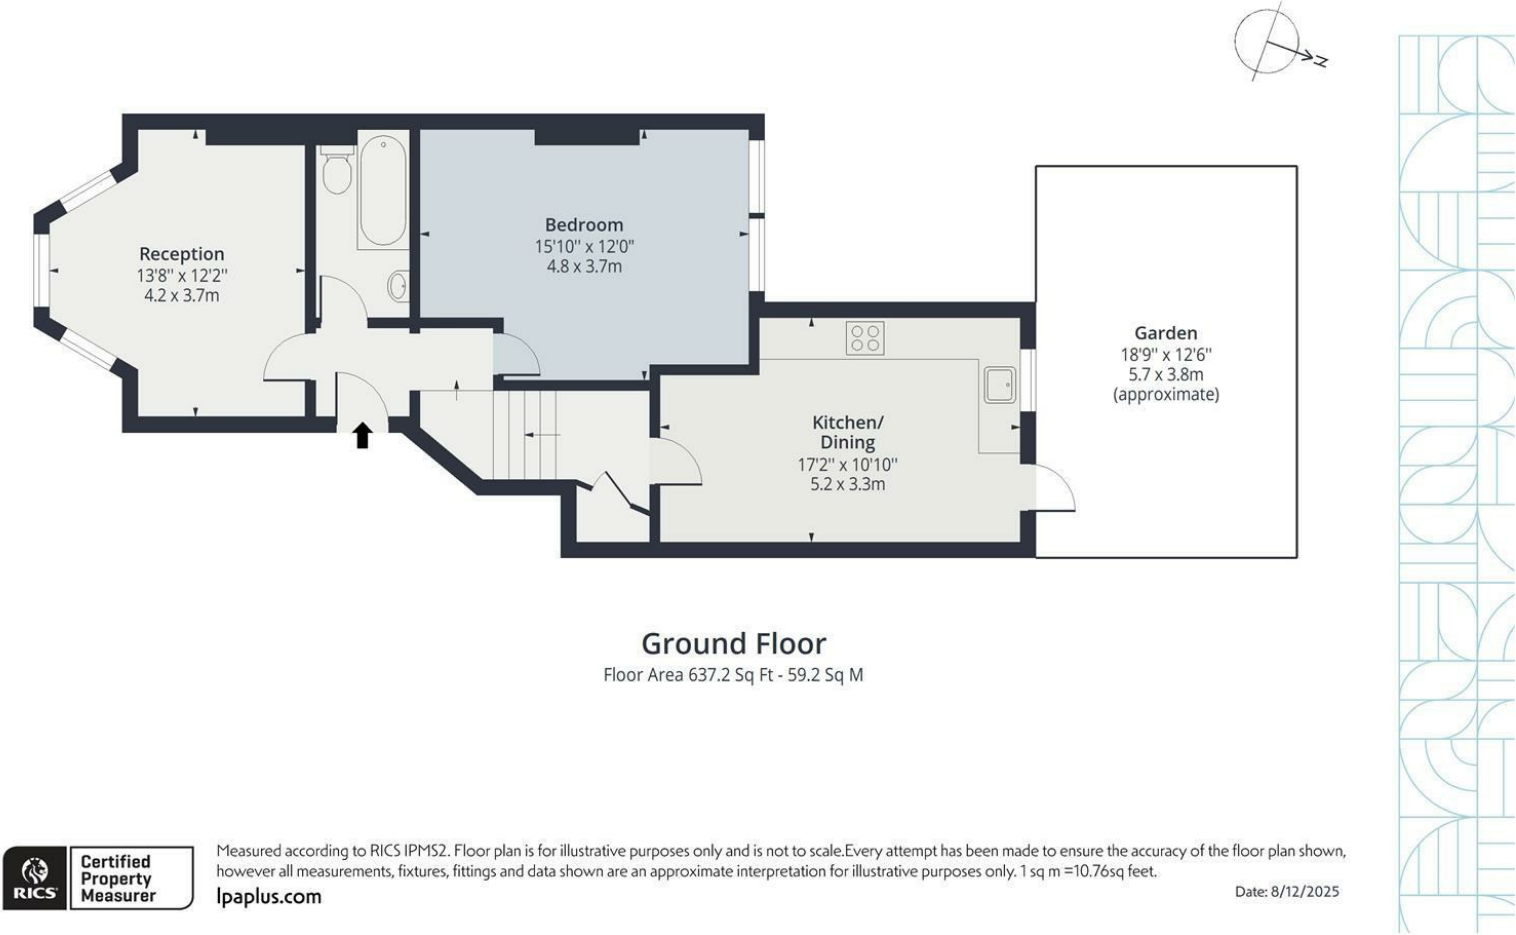 N
Reception
13'8'' x 12'2''
4.2 x 3.7m
Bedroom
15'10'' x 12'0''
4.8 x 3.7m
Garden
18'9'' x 12'6''
5.7 x 3.8m
(approximate)
Kitchen/
Dining
17'2'' x 10'10''
5.2 x 3.3m
Ground Floor
Floor Area 637.2 Sq Ft - 59.2 Sq M
RICS
Certified
Property
Measurer
Measured according to RICS IPMS2. Floor plan is for illustrative purposes only and is not to scale.Every attempt has been made to ensure the accuracy of the floor plan shown,
however all measurements, fixtures, fittings and data shown are an approximate interpretation for illustrative purposes only. 1 sq m =10.76sq feet.
lpaplus.com
Date: 8/12/2025